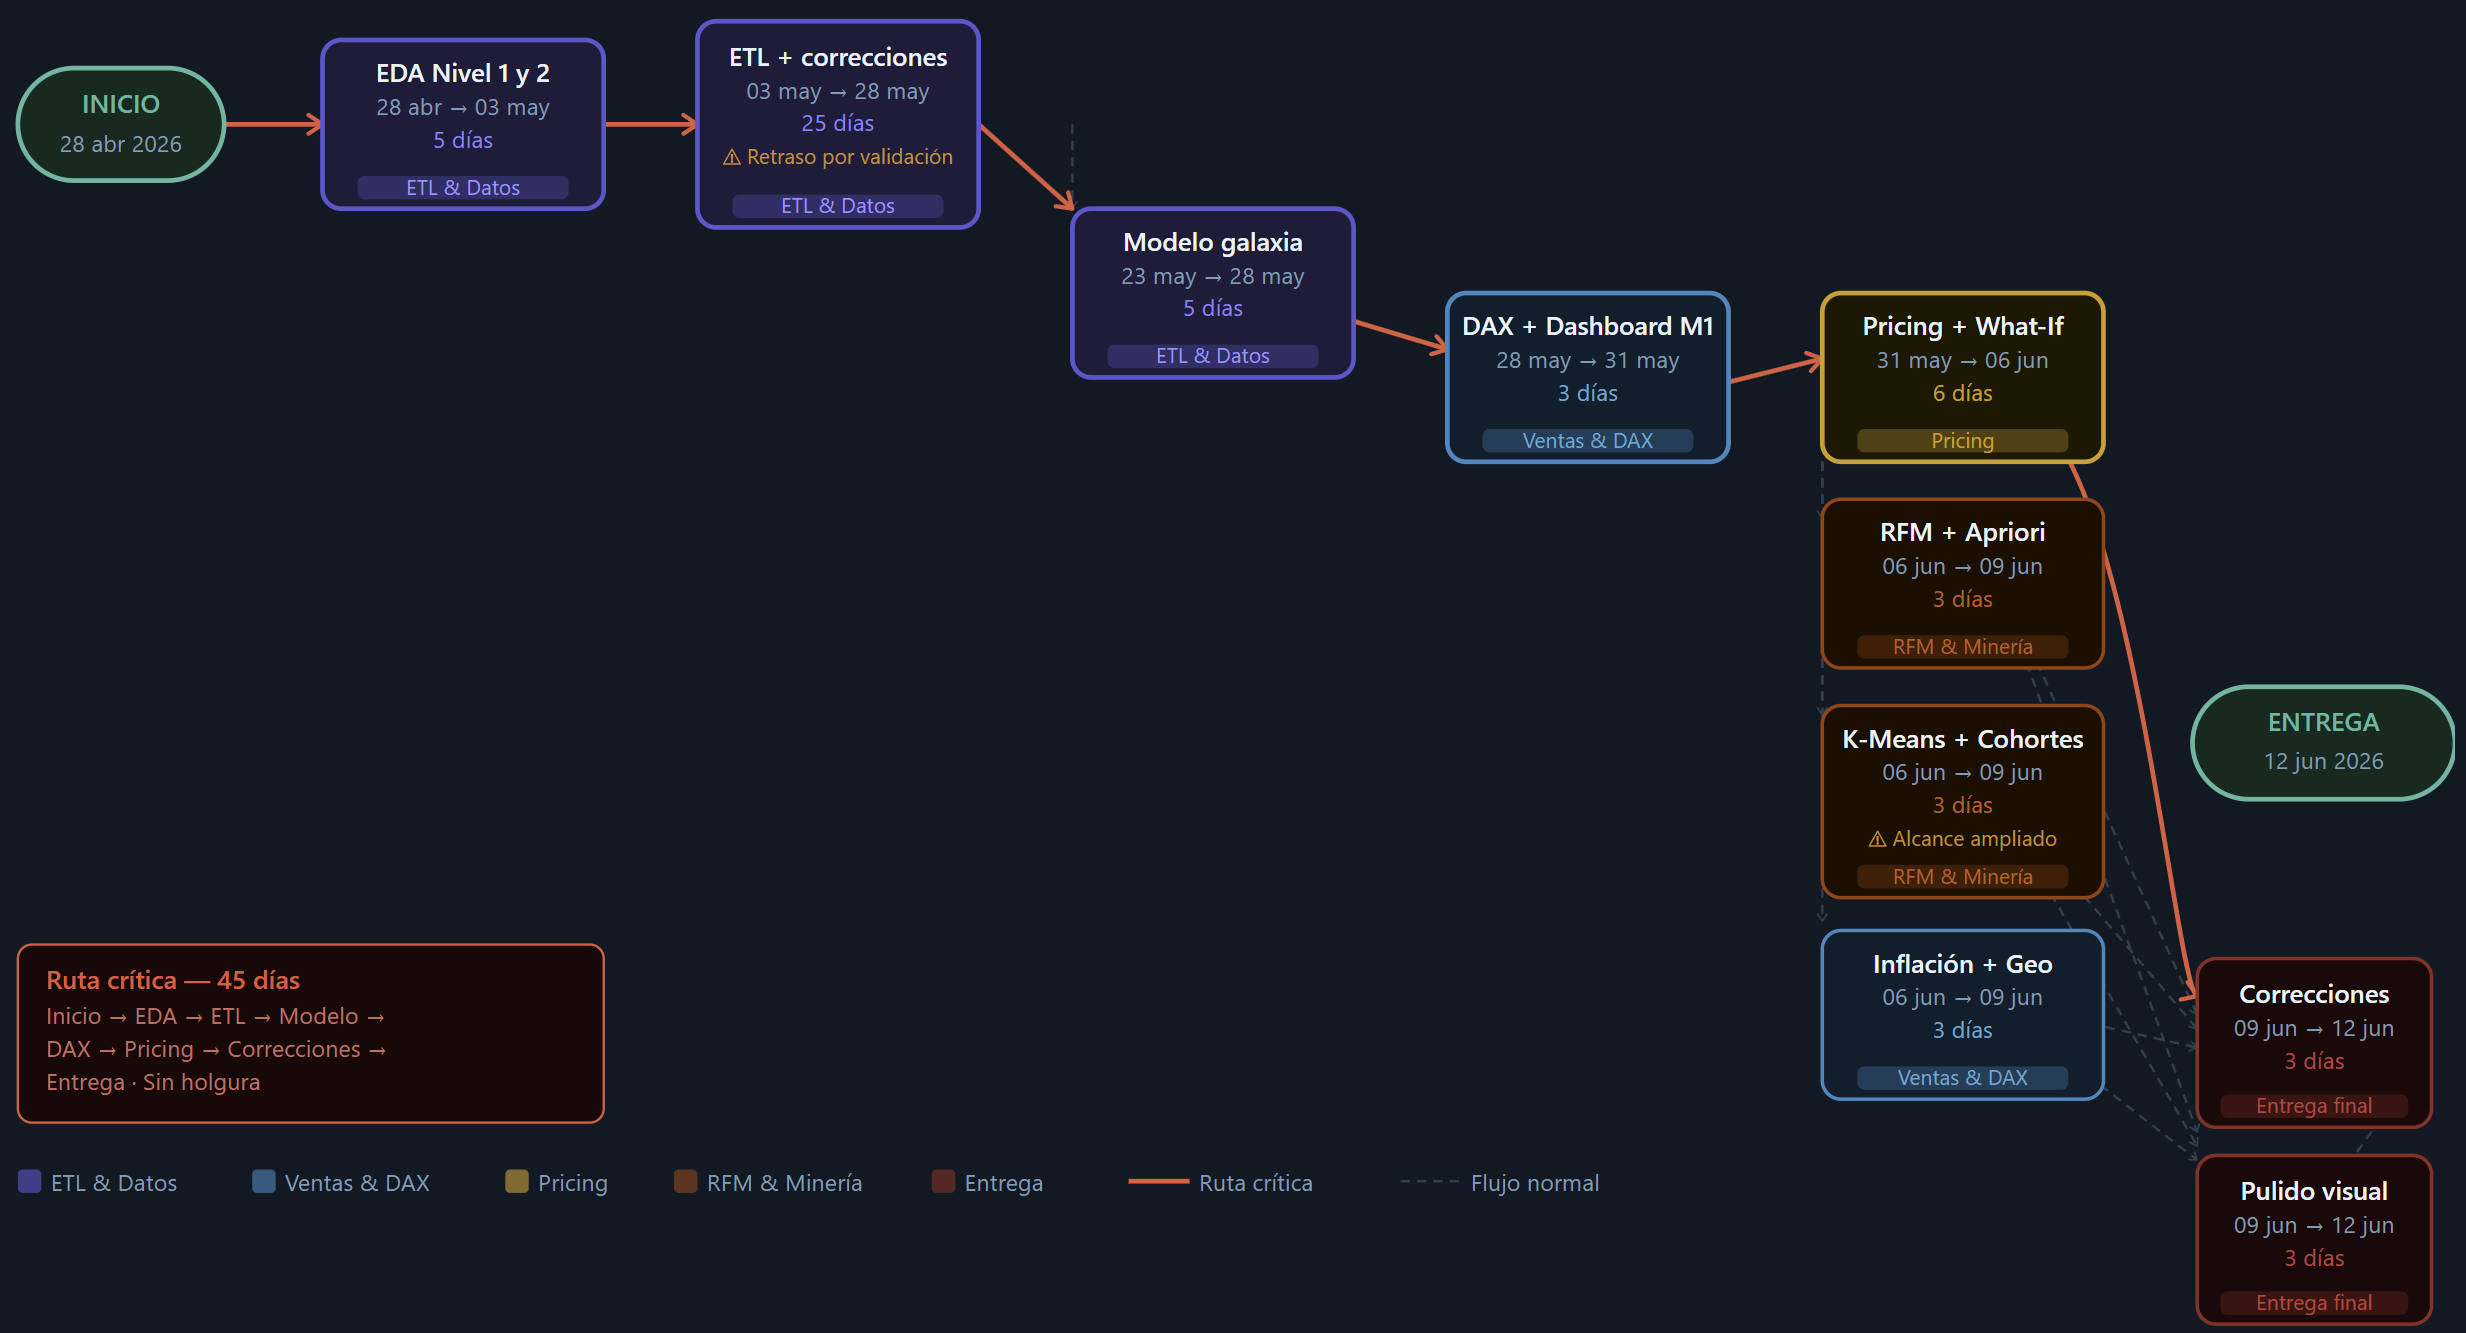 INICIO
28 abr 2026
EDA Nivel 1 y 2
28 abr → 03 may
5 días
ETL & Datos
ETL + correcciones
03 may → 28 may
25 días
⚠ Retraso por validación
ETL & Datos
Modelo galaxia
23 may → 28 may
5 días
ETL & Datos
DAX + Dashboard M1
28 may → 31 may
3 días
Ventas & DAX
Pricing + What-If
31 may → 06 jun
6 días
Pricing
RFM + Apriori
06 jun → 09 jun
3 días
RFM & Minería
K-Means + Cohortes
06 jun → 09 jun
3 días
⚠ Alcance ampliado
RFM & Minería
Inflación + Geo
06 jun → 09 jun
3 días
Ventas & DAX
ENTREGA
12 jun 2026
Correcciones
09 jun → 12 jun
3 días
Entrega final
Pulido visual
09 jun → 12 jun
3 días
Entrega final
Ruta crítica — 45 días
Inicio → EDA → ETL → Modelo →
DAX → Pricing → Correcciones →
Entrega · Sin holgura
ETL & Datos
Ventas & DAX
Pricing
RFM & Minería
Entrega
Ruta crítica
Flujo normal